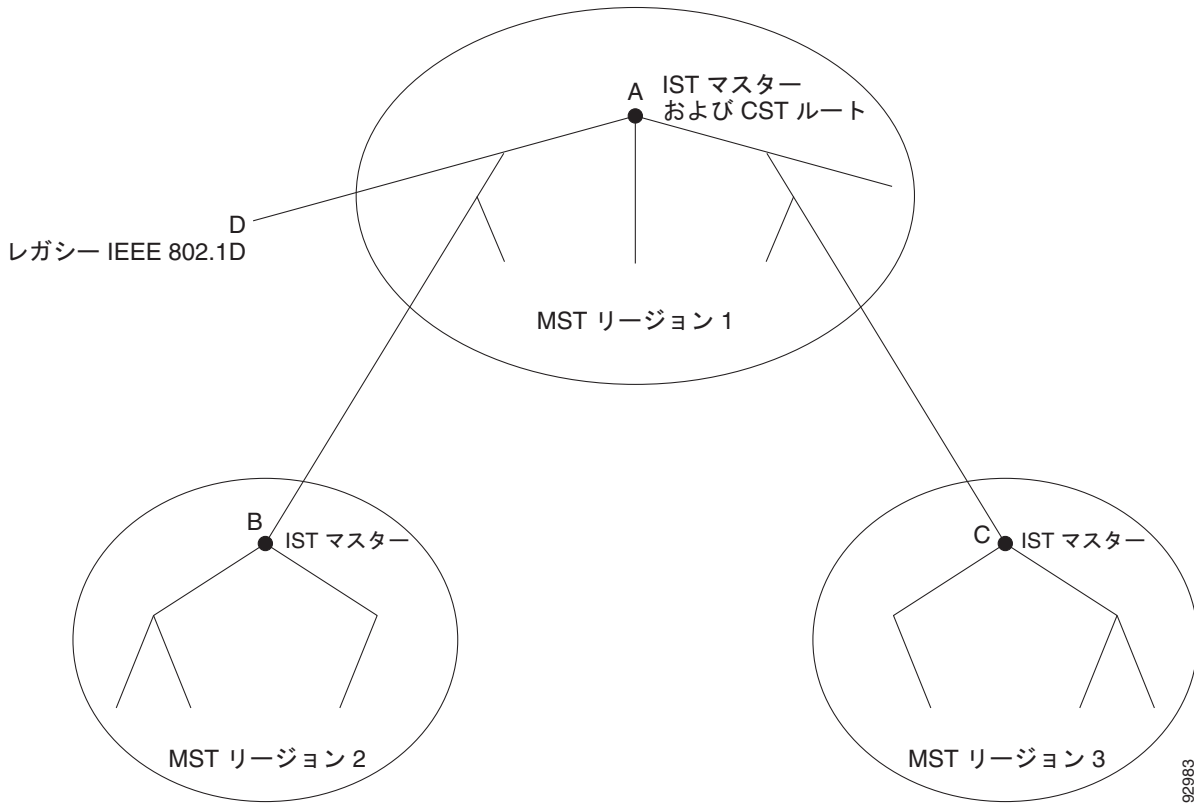 A
IST マスター
および CST ルート
D
レガシー IEEE 802.1D
MST リージョン 1
B
IST マスター
C
IST マスター
MST リージョン 2
MST リージョン 3
92983